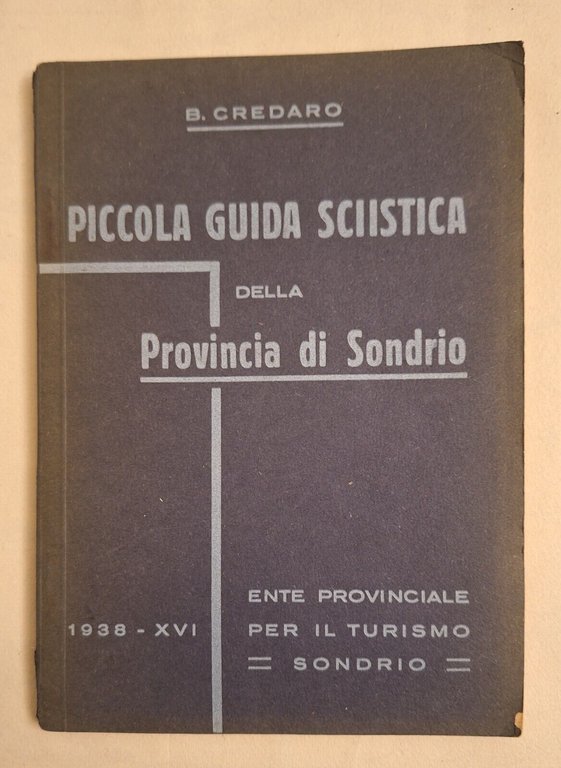 B. CREDARO
PICCOLA GUIDA SCIISTICA
DELLA
Provincia di Sondrio
1938 - XVI
ENTE PROVINCIALE
PER IL TURISMO
= SONDRIO =